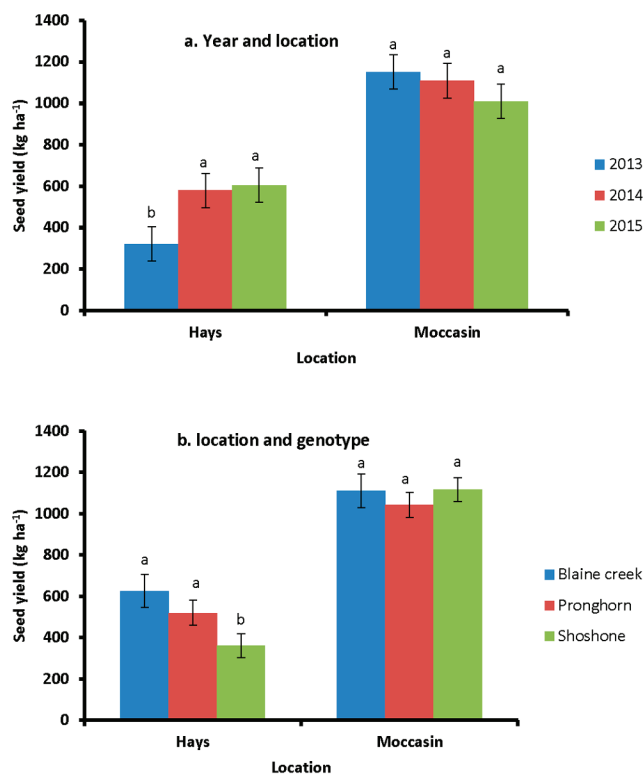 a. Year and location
Seed yield (kg ha⁻¹)
1400
1200
1000
800
600
400
200
0
b
a
a
a
a
a
Hays
Moccasin
Location
2013
2014
2015
b. location and genotype
Seed yield (kg ha⁻¹)
1400
1200
1000
800
600
400
200
0
a
a
b
a
a
a
Hays
Moccasin
Location
Blaine creek
Pronghorn
Shoshone